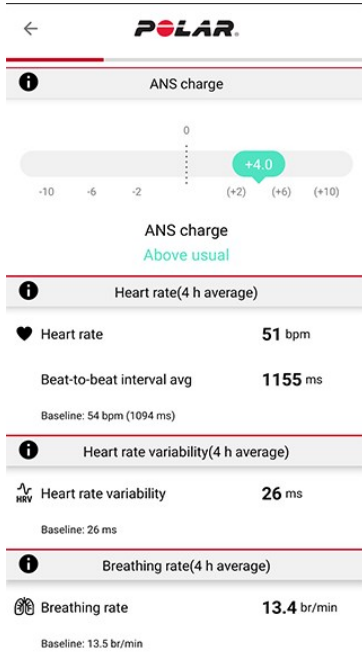 POLAR.
ANS charge
0
+4.0
-10 -6 -2 (+2) (+6) (+10)
ANS charge
Above usual
Heart rate(4 h average)
Heart rate 51 bpm
Beat-to-beat interval avg 1155 ms
Baseline: 54 bpm (1094 ms)
Heart rate variability(4 h average)
HRV Heart rate variability 26 ms
Baseline: 26 ms
Breathing rate(4 h average)
Breathing rate 13.4 br/min
Baseline: 13.5 br/min